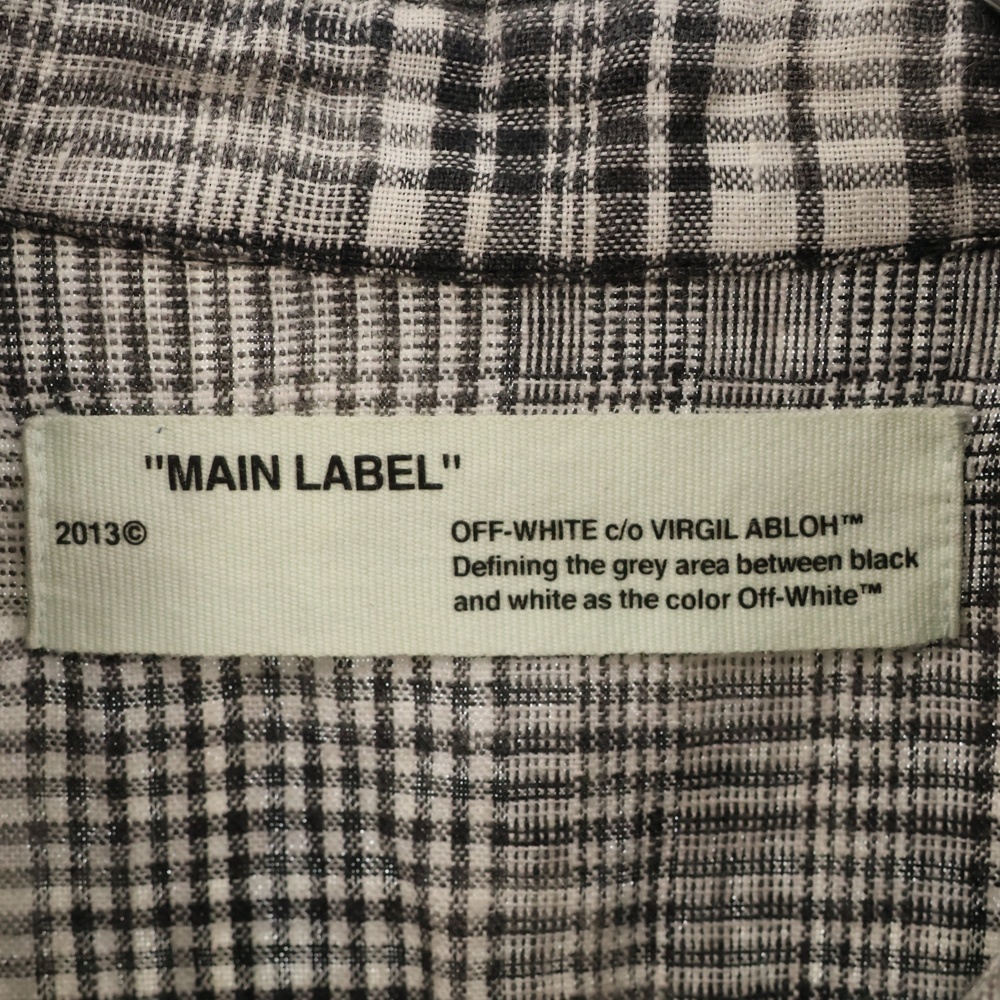 "MAIN LABEL"
2013©
OFF-WHITE c/o VIRGIL ABLOH™
Defining the grey area between black
and white as the color Off-White™